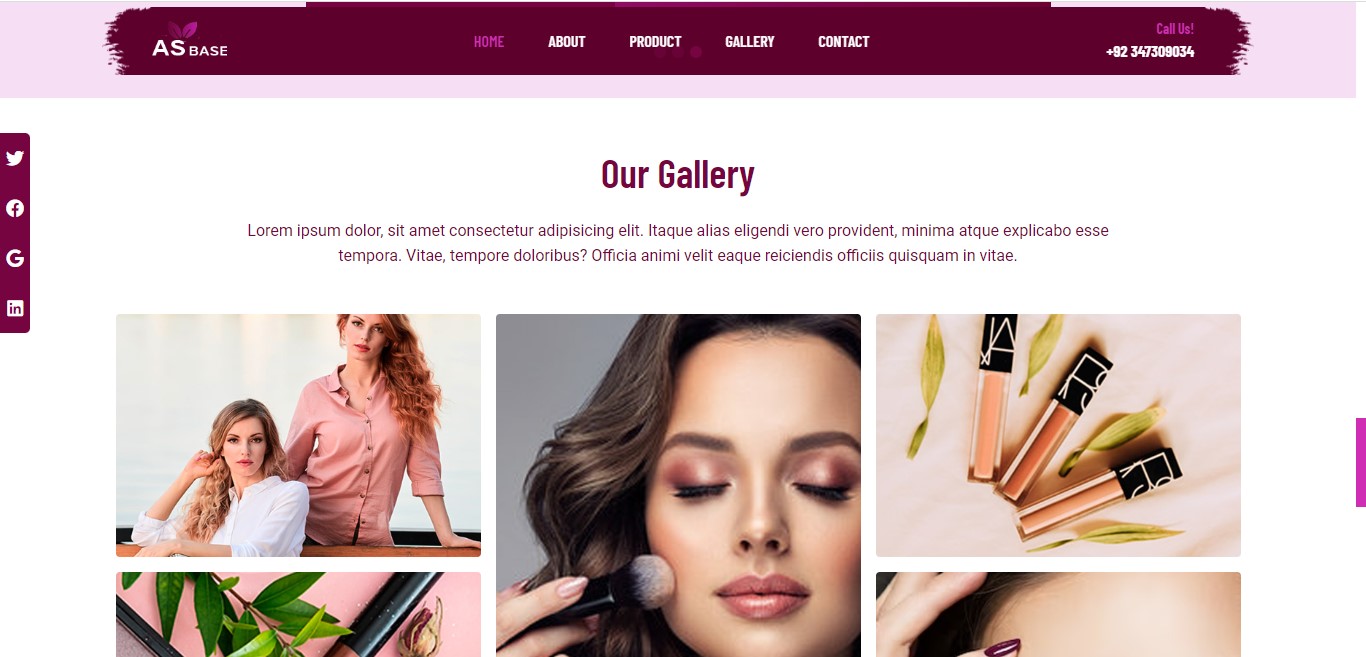 AS BASE
HOME ABOUT PRODUCT GALLERY CONTACT
Call Us!
+92 347309034
Our Gallery
Lorem ipsum dolor, sit amet consectetur adipisicing elit. Itaque alias eligendi vero provident, minima atque explicabo esse
tempora. Vitae, tempore doloribus? Officia animi velit eaque reiciendis officiis quisquam in vitae.